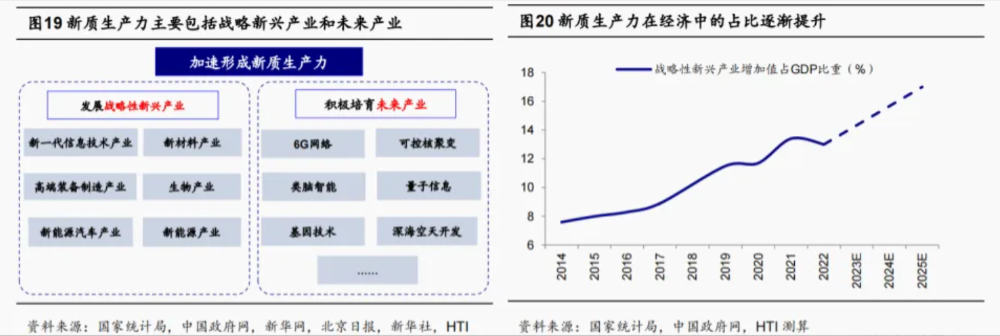 图19 新质生产力主要包括战略新兴产业和未来产业
加速形成新质生产力
发展战略性新兴产业
新一代信息技术产业
新材料产业
高端装备制造产业
生物产业
新能源汽车产业
新能源产业
积极培育未来产业
6G网络
可控核聚变
类脑智能
量子信息
基因技术
深海空天开发
……
资料来源：国家统计局，中国政府网，新华网，北京日报，新华社，HTI
图20 新质生产力在经济中的占比逐渐提升
战略性新兴产业增加值占GDP比重（%）
18
16
14
12
10
8
6
2014
2015
2016
2017
2018
2019
2020
2021
2022
2023E
2024E
2025E
资料来源：国家统计局，中国政府网，HTI 测算